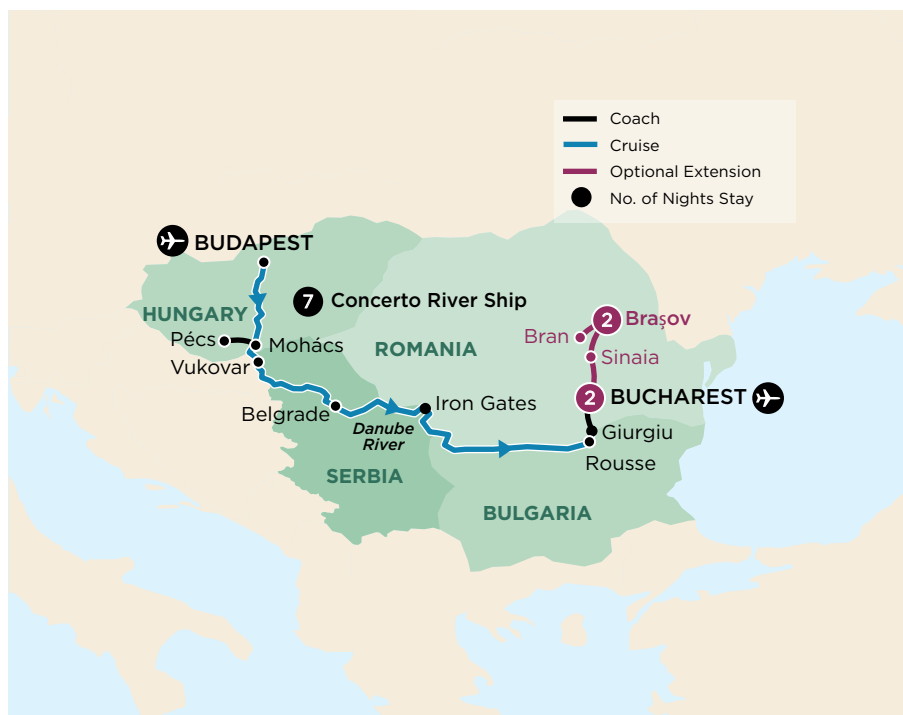 Coach
Cruise
Optional Extension
No. of Nights Stay
BUDAPEST
7 Concerto River Ship
HUNGARY
Pécs
Mohács
Vukovar
ROMANIA
2 Brașov
Bran
Sinaia
2 BUCHAREST
Belgrade
Iron Gates
Danube
River
Giurgiu
Rousse
SERBIA
BULGARIA